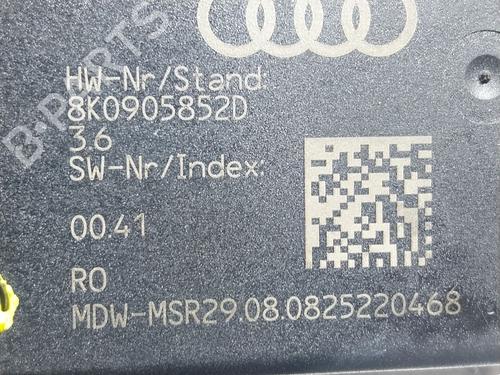 B-PARTS
HW-Nr/Stand:
8K0905852D
3.6
SW-Nr/Index:
00.41
RO
MDW-MSR29.08.0825220468